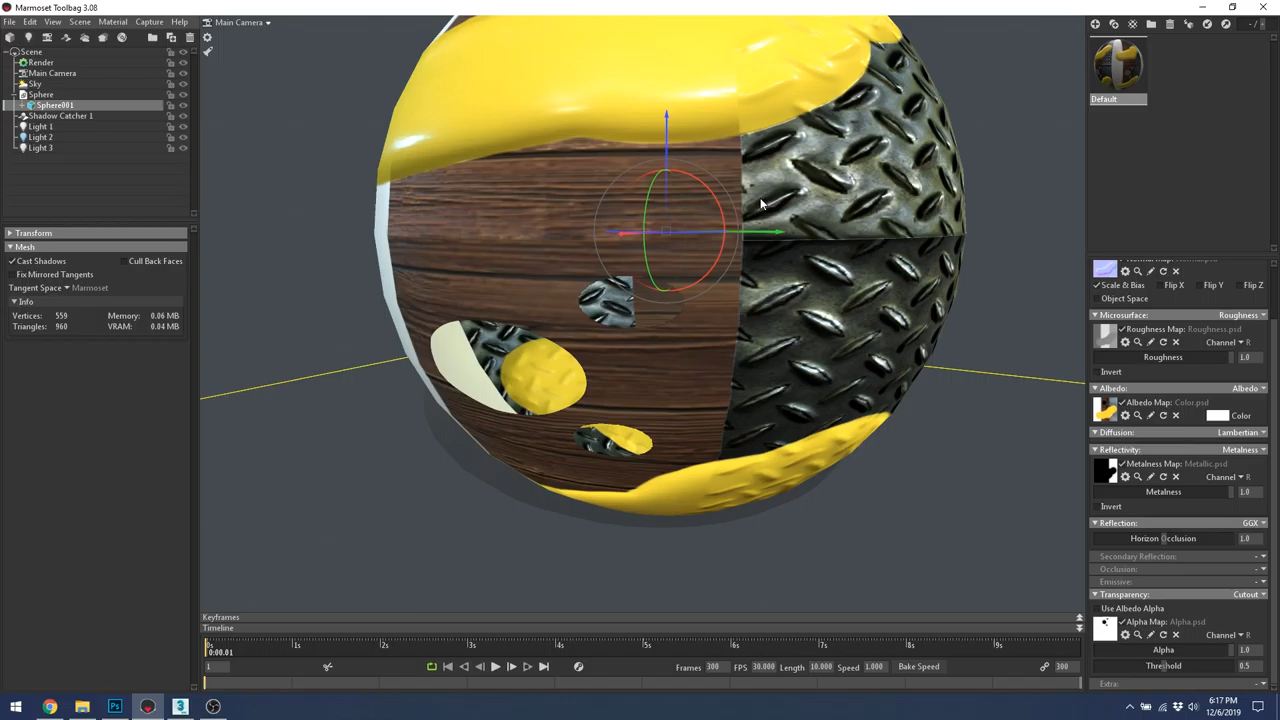 Marmoset Toolbag 3.08
File Edit View Scene Material Capture Help
Main Camera
Scene
Render
Main Camera
Sky
Sphere
Sphere001
Shadow Catcher 1
Light 1
Light 2
Light 3
Transform
Mesh
Cast Shadows Cull Back Faces
Fix Mirrored Tangents
Tangent Space Marmoset
Info
Vertices: 559 Memory: 0.06 MB
Triangles: 960 VRAM: 0.04 MB
Default
Scale & Bias Flip X Flip Y Flip Z
Object Space
Microsurface: Roughness
Roughness Map: Roughness.psd
Channel R
Roughness 1.0
Invert
Albedo: Albedo
Albedo Map: Color.psd
Color
Diffusion: Lambertian
Reflectivity: Metalness
Metalness Map: Metallic.psd
Channel R
Metalness 1.0
Invert
Reflection: GGX
Horizon Occlusion 1.0
Secondary Reflection: -
Occlusion: -
Emissive: -
Transparency: Cutout
Use Albedo Alpha
Alpha Map: Alpha.psd
Channel R
Alpha 1.0
Threshold 0.5
Extra: -
Keyframes
Timeline
0s 1s 2s 3s 4s 5s 6s 7s 8s 9s
0:00.01
1 Frames 300 FPS 30.000 Length 10.000 Speed 1.000 Bake Speed 300
6:17 PM
12/6/2019